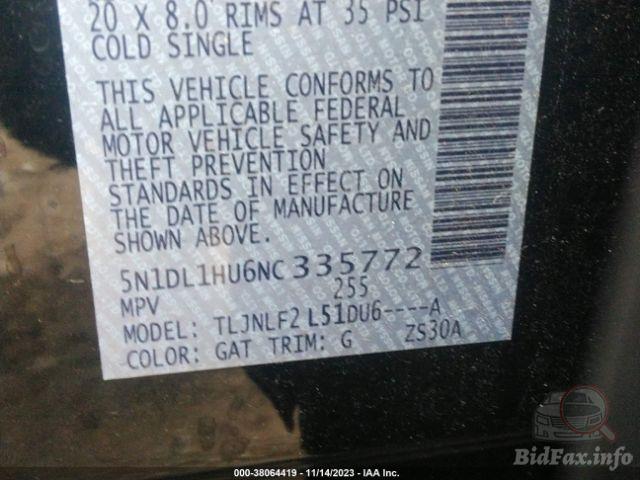 20 X 8.0 RIMS AT 35 PSI
COLD SINGLE
THIS VEHICLE CONFORMS TO
ALL APPLICABLE FEDERAL
MOTOR VEHICLE SAFETY AND
THEFT PREVENTION
STANDARDS IN EFFECT ON
THE DATE OF MANUFACTURE
SHOWN ABOVE.
5N1DL1HU6NC335772
MPV 255
MODEL: TLJNLF2 L51DU6----A
COLOR: GAT TRIM: G ZS30A
BidFax.info
000-38064419 - 11/14/2023 - IAA Inc.